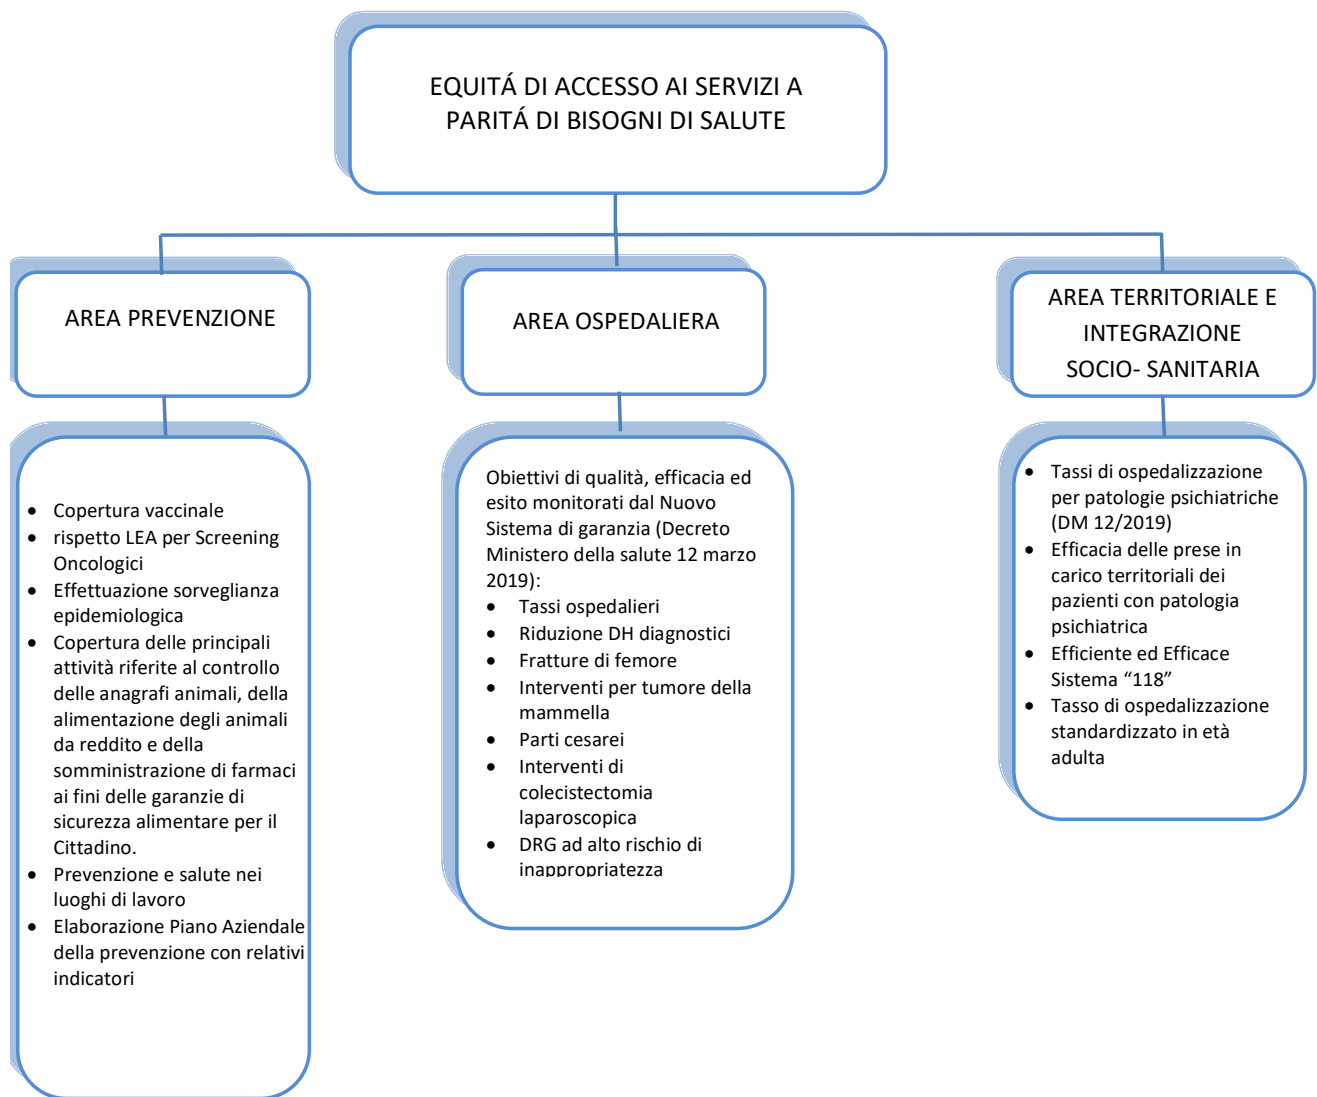 EQUITÁ DI ACCESSO AI SERVIZI A
PARITÁ DI BISOGNI DI SALUTE
AREA PREVENZIONE
AREA OSPEDALIERA
AREA TERRITORIALE E
INTEGRAZIONE
SOCIO- SANITARIA
• Copertura vaccinale
• rispetto LEA per Screening
Oncologici
• Effettuazione sorveglianza
epidemiologica
• Copertura delle principali
attività riferite al controllo
delle anagrafi animali, della
alimentazione degli animali
da reddito e della
somministrazione di farmaci
ai fini delle garanzie di
sicurezza alimentare per il
Cittadino.
• Prevenzione e salute nei
luoghi di lavoro
• Elaborazione Piano Aziendale
della prevenzione con relativi
indicatori
Obiettivi di qualità, efficacia ed
esito monitorati dal Nuovo
Sistema di garanzia (Decreto
Ministero della salute 12 marzo
2019):
• Tassi ospedalieri
• Riduzione DH diagnostici
• Fratture di femore
• Interventi per tumore della
mammella
• Parti cesarei
• Interventi di
colecistectomia
laparoscopica
• DRG ad alto rischio di
inappropriatezza
• Tassi di ospedalizzazione
per patologie psichiatriche
(DM 12/2019)
• Efficacia delle prese in
carico territoriali dei
pazienti con patologia
psichiatrica
• Efficiente ed Efficace
Sistema “118”
• Tasso di ospedalizzazione
standardizzato in età
adulta